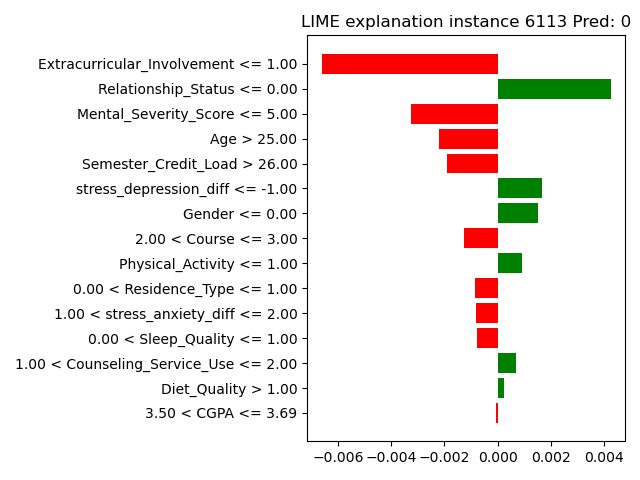 LIME explanation instance 6113 Pred: 0
Extracurricular_Involvement <= 1.00
Relationship_Status <= 0.00
Mental_Severity_Score <= 5.00
Age > 25.00
Semester_Credit_Load > 26.00
stress_depression_diff <= -1.00
Gender <= 0.00
2.00 < Course <= 3.00
Physical_Activity <= 1.00
0.00 < Residence_Type <= 1.00
1.00 < stress_anxiety_diff <= 2.00
0.00 < Sleep_Quality <= 1.00
1.00 < Counseling_Service_Use <= 2.00
Diet_Quality > 1.00
3.50 < CGPA <= 3.69
−0.006 −0.004 −0.002 0.000 0.002 0.004